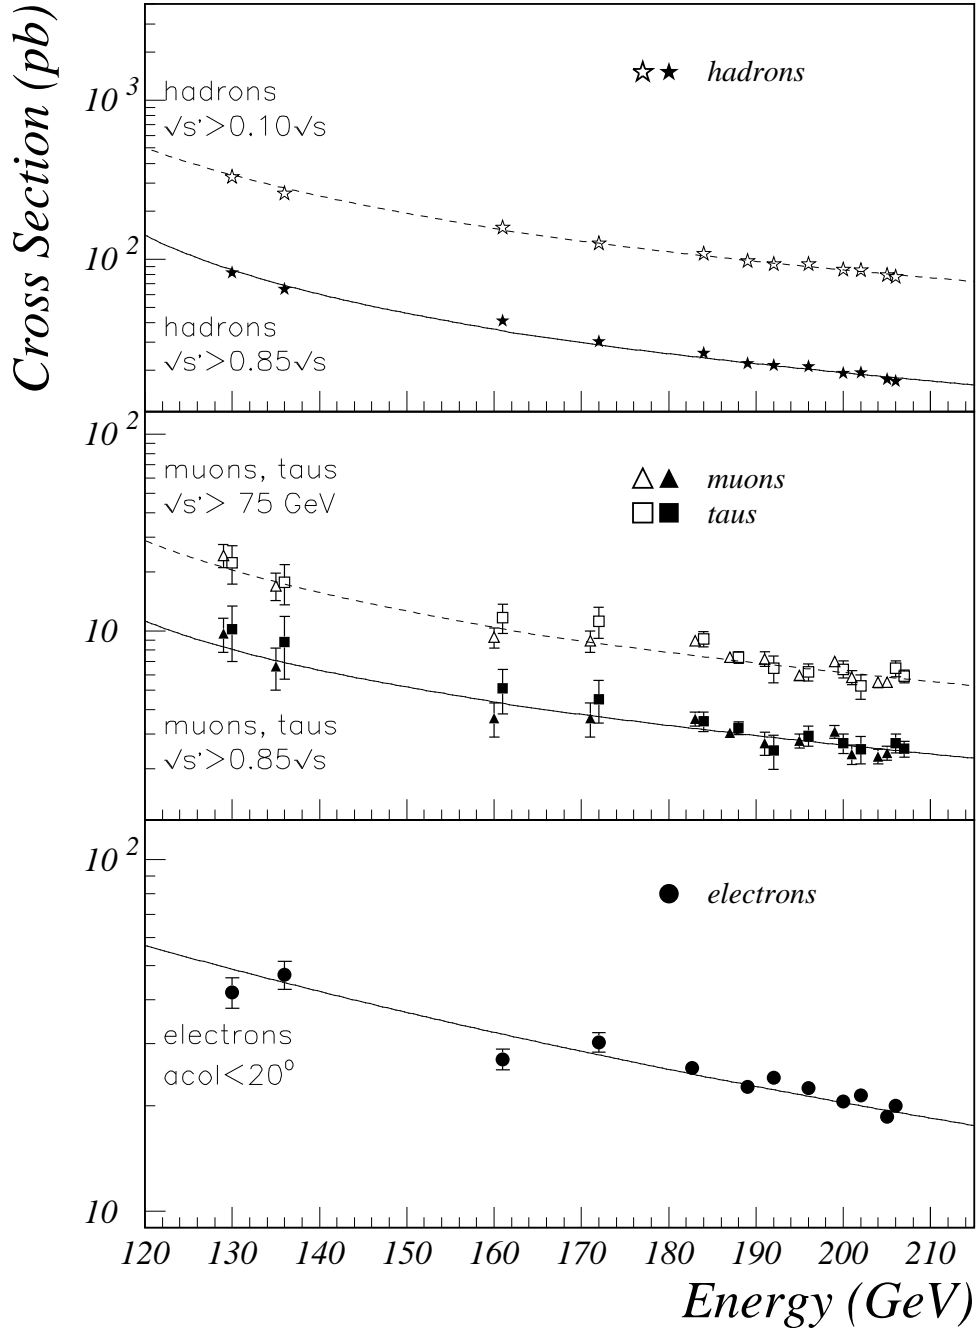 Cross Section (pb)
10³
hadrons
√s'>0.10√s
☆★ hadrons
10²
hadrons
√s'>0.85√s
10²
muons, taus
√s'> 75 GeV
△▲ muons
□■ taus
10
muons, taus
√s'>0.85√s
10²
● electrons
electrons
acol<20°
10
120 130 140 150 160 170 180 190 200 210
Energy (GeV)